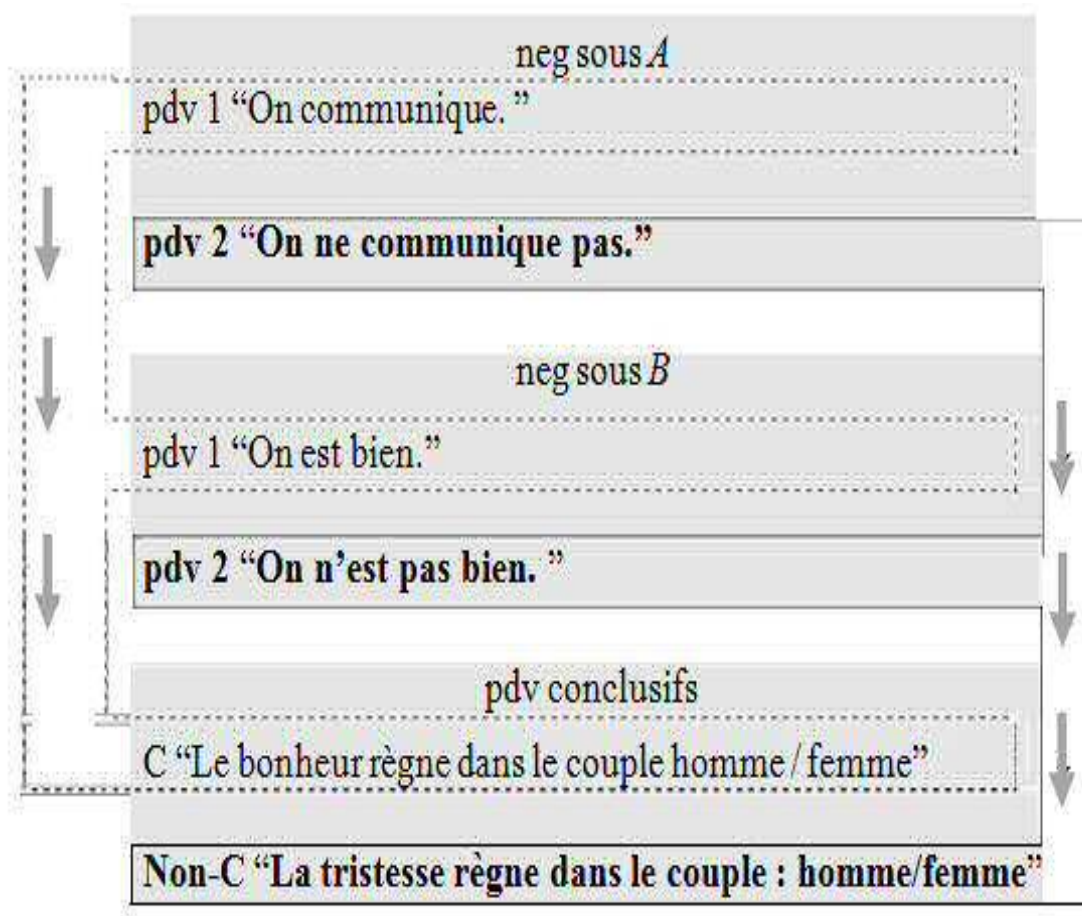 neg sous A
pdv 1 “On communique. ”
pdv 2 “On ne communique pas.”
neg sous B
pdv 1 “On est bien.”
pdv 2 “On n’est pas bien. ”
pdv conclusifs
C “Le bonheur règne dans le couple homme / femme”
Non-C “La tristesse règne dans le couple : homme/femme”